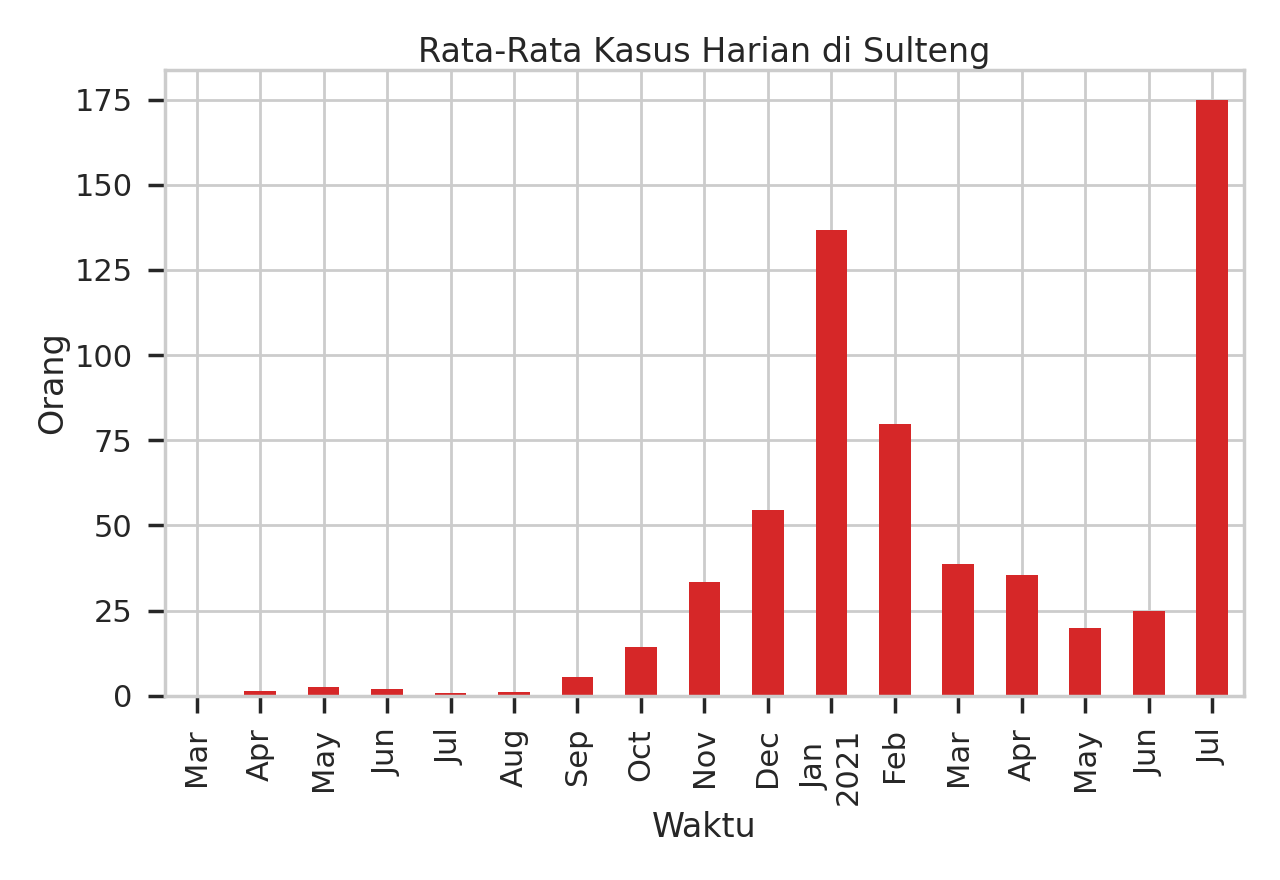 Rata-Rata Kasus Harian di Sulteng
175
150
125
100
75
50
25
0
Orang
Mar
Apr
May
Jun
Jul
Aug
Sep
Oct
Nov
Dec
Jan
2021
Feb
Mar
Apr
May
Jun
Jul
Waktu